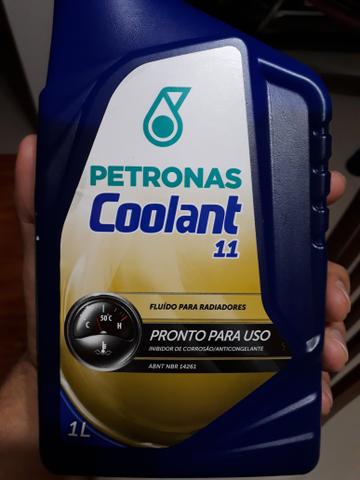 PETRONAS
Coolant
11
FLUÍDO PARA RADIADORES
50°C
C H
PRONTO PARA USO
INIBIDOR DE CORROSÃO/ANTICONGELANTE
ABNT NBR 14261
1L